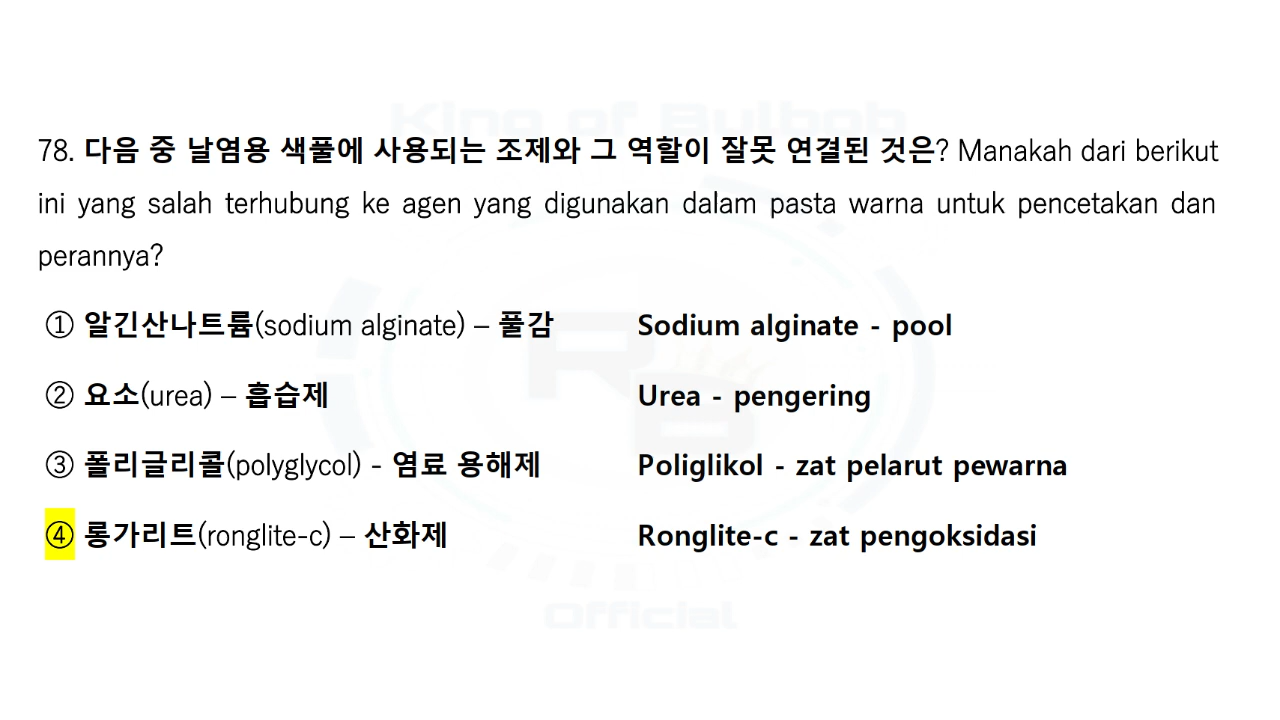 King of Bulbob
78. 다음 중 날염용 색풀에 사용되는 조제와 그 역할이 잘못 연결된 것은? Manakah dari berikut
ini yang salah terhubung ke agen yang digunakan dalam pasta warna untuk pencetakan dan
perannya?
① 알긴산나트륨(sodium alginate) – 풀감 Sodium alginate - pool
② 요소(urea) – 흡습제 Urea - pengering
③ 폴리글리콜(polyglycol) - 염료 용해제 Poliglikol - zat pelarut pewarna
④ 롱가리트(ronglite-c) – 산화제 Ronglite-c - zat pengoksidasi
RB
Official